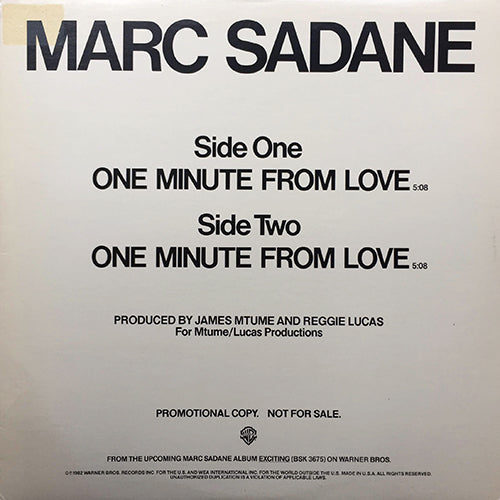 MARC SADANE
Side One
ONE MINUTE FROM LOVE 5:08
Side Two
ONE MINUTE FROM LOVE 5:08
PRODUCED BY JAMES MTUME AND REGGIE LUCAS
For Mtume/Lucas Productions
PROMOTIONAL COPY. NOT FOR SALE.
FROM THE UPCOMING MARC SADANE ALBUM EXCITING (BSK 3675) ON WARNER BROS.
©℗1982 WARNER BROS. RECORDS INC. FOR THE U.S. AND WEA INTERNATIONAL INC. FOR THE WORLD OUTSIDE THE U.S. MADE IN U.S.A. ALL RIGHTS RESERVED.
UNAUTHORIZED DUPLICATION IS A VIOLATION OF APPLICABLE LAWS.